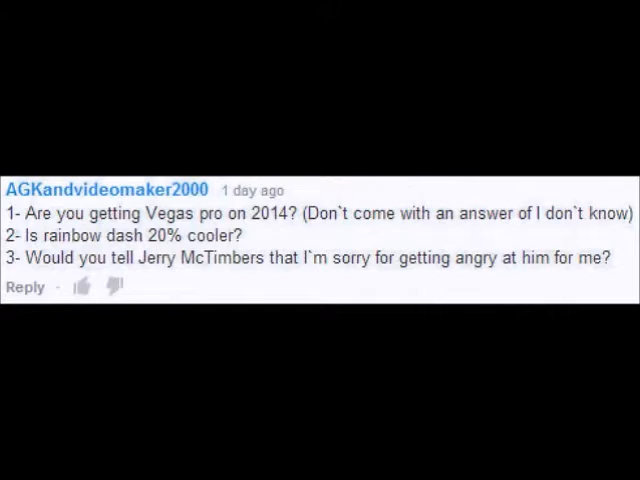 AGKandvideomaker2000 1 day ago
1- Are you getting Vegas pro on 2014? (Don`t come with an answer of I don`t know)
2- Is rainbow dash 20% cooler?
3- Would you tell Jerry McTimbers that I`m sorry for getting angry at him for me?
Reply ·